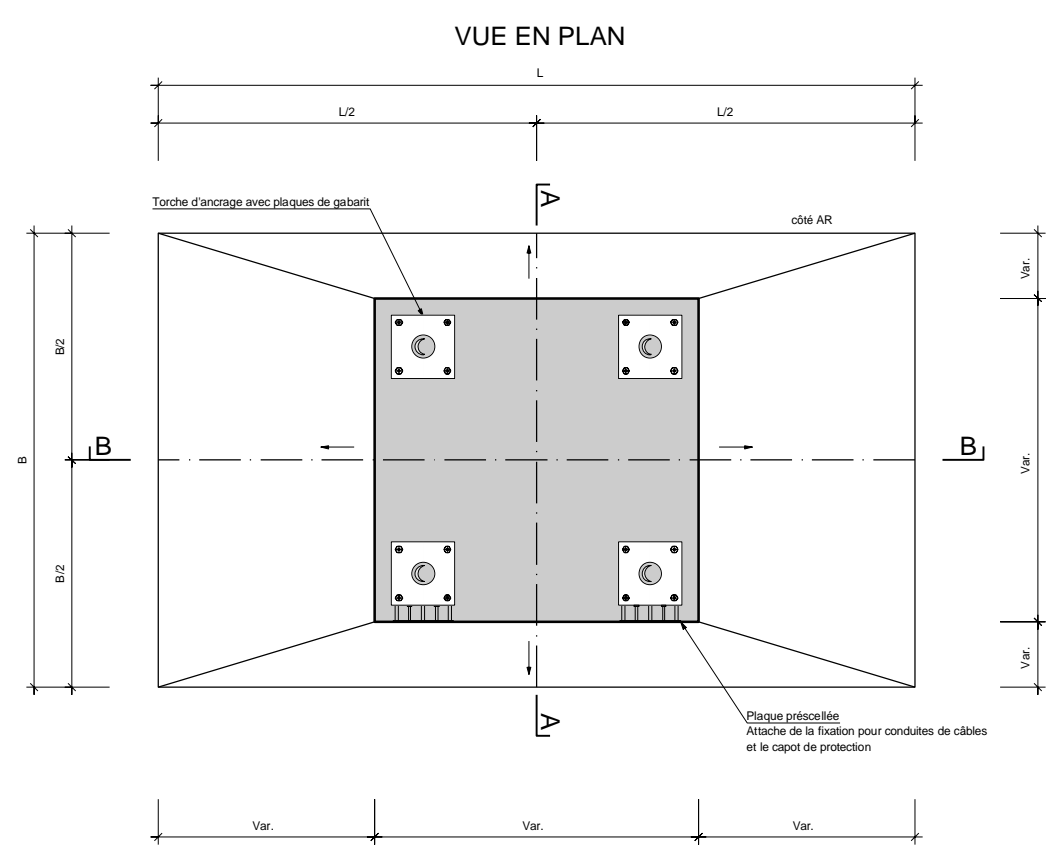 VUE EN PLAN
L
L/2
L/2
A
Torche d'ancrage avec plaques de gabarit
côté AR
Var.
B/2
B
B
B
Var.
B/2
Var.
A
Plaque préscellée
Attache de la fixation pour conduites de câbles
et le capot de protection
Var.
Var.
Var.